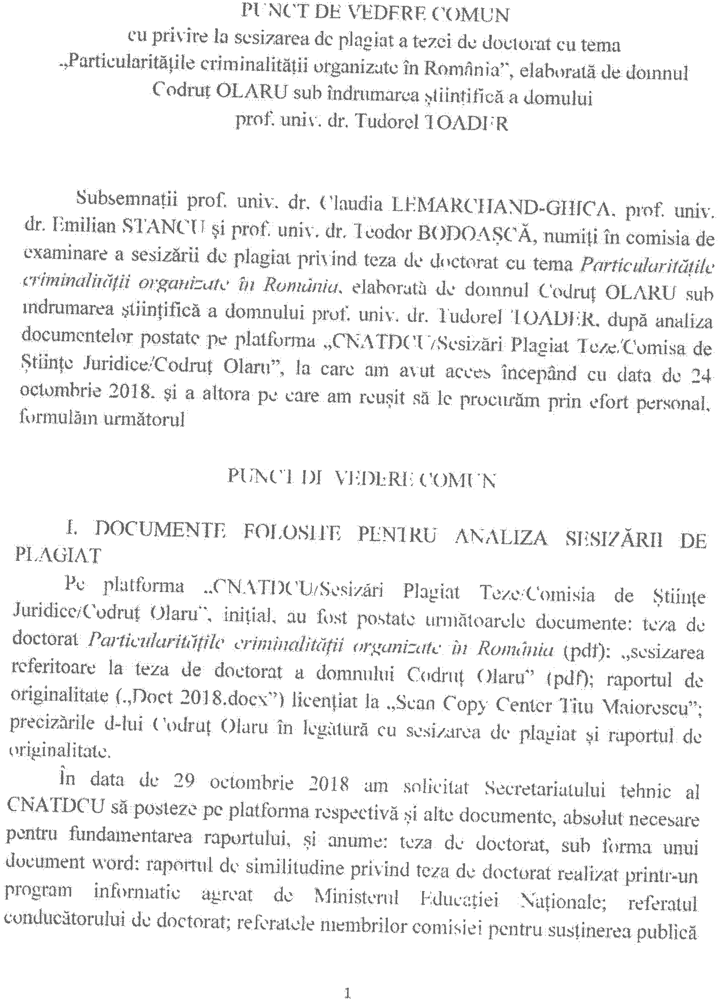 PUNCT DE VEDERE COMUN
cu privire la sesizarea de plagiat a tezei de doctorat cu tema
„Particularitățile criminalității organizate în România”, elaborată de domnul
Codruț OLARU sub îndrumarea științifică a domului
prof. univ. dr. Tudorel TOADER
Subsemnații prof. univ. dr. Claudia LEMARCHAND-GHICA, prof. univ.
dr. Emilian STANCU și prof. univ. dr. Teodor BODOAȘCĂ, numiți în comisia de
examinare a sesizării de plagiat privind teza de doctorat cu tema Particularitățile
criminalității organizate în România, elaborată de domnul Codruț OLARU sub
îndrumarea științifică a domnului prof. univ. dr. Tudorel TOADER, după analiza
documentelor postate pe platforma „CNATDCU/Sesizări Plagiat Teze/Comisa de
Științe Juridice/Codruț Olaru”, la care am avut acces începând cu data de 24
octombrie 2018, și a altora pe care am reușit să le procurăm prin efort personal,
formulăm următorul
PUNCT DE VEDERE COMUN
I. DOCUMENTE FOLOSITE PENTRU ANALIZA SESIZĂRII DE
PLAGIAT
Pe platforma „CNATDCU/Sesizări Plagiat Teze/Comisia de Științe
Juridice/Codruț Olaru”, inițial, au fost postate următoarele documente: teza de
doctorat Particularitățile criminalității organizate în România (pdf); „sesizarea
referitoare la teza de doctorat a domnului Codruț Olaru” (pdf); raportul de
originalitate („Doct 2018.docx”) licențiat la „Scan Copy Center Titu Maiorescu”;
precizările d-lui Codruț Olaru în legătură cu sesizarea de plagiat și raportul de
originalitate.
În data de 29 octombrie 2018 am solicitat Secretariatului tehnic al
CNATDCU să posteze pe platforma respectivă și alte documente, absolut necesare
pentru fundamentarea raportului, și anume: teza de doctorat, sub forma unui
document word; raportul de similitudine privind teza de doctorat realizat printr-un
program informatic agreat de Ministerul Educației Naționale; referatul
conducătorului de doctorat; referatele membrilor comisiei pentru susținerea publică
1